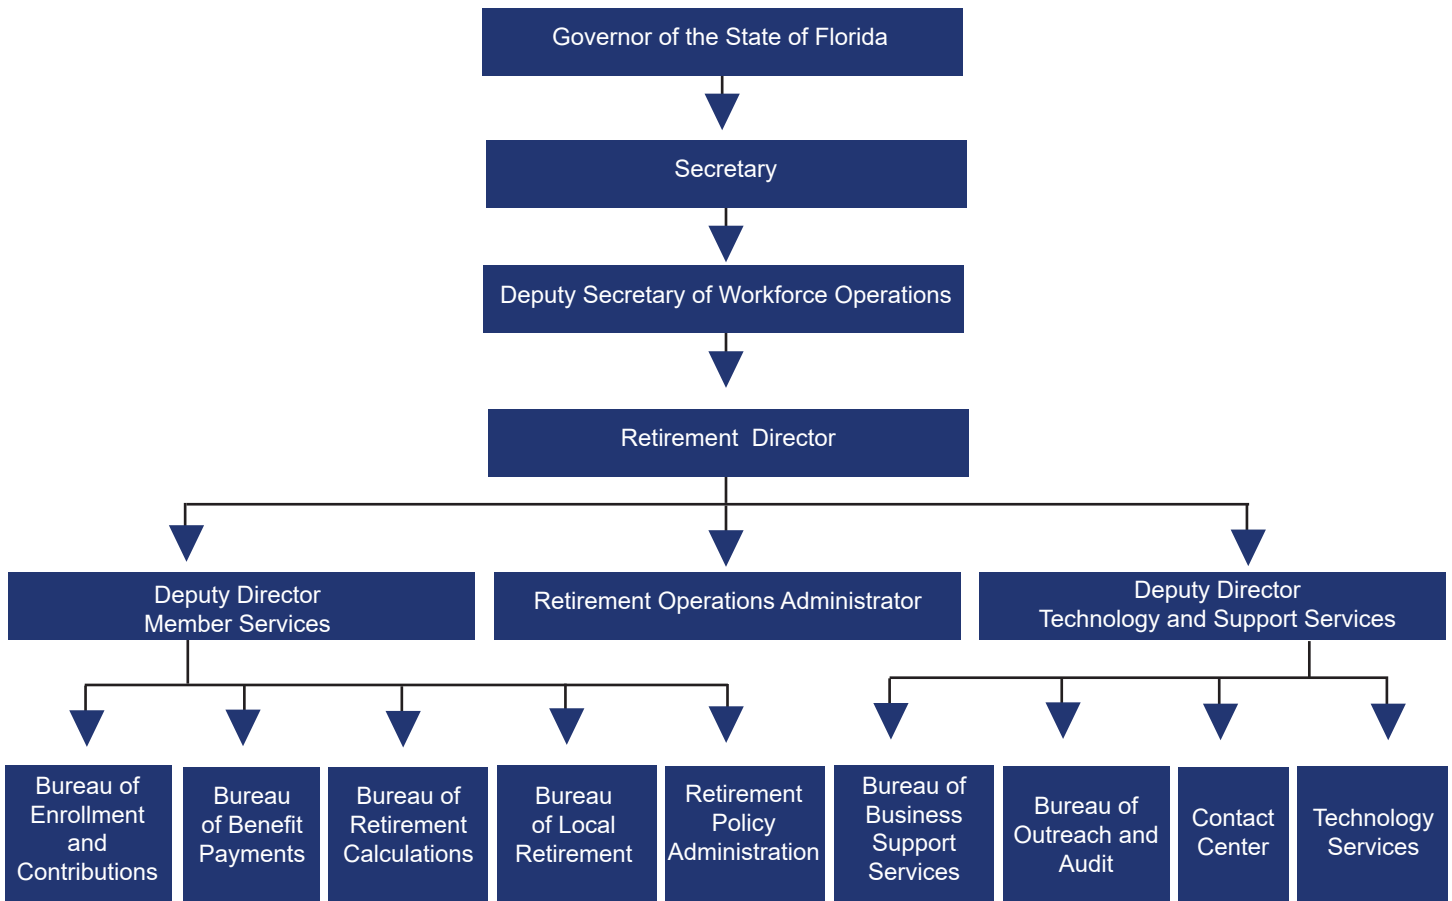 Governor of the State of Florida
Secretary
Deputy Secretary of Workforce Operations
Retirement Director
Deputy Director
Member Services
Retirement Operations Administrator
Deputy Director
Technology and Support Services
Bureau of
Enrollment
and
Contributions
Bureau
of Benefit
Payments
Bureau of
Retirement
Calculations
Bureau
of Local
Retirement
Retirement
Policy
Administration
Bureau of
Business
Support
Services
Bureau of
Outreach and
Audit
Contact
Center
Technology
Services